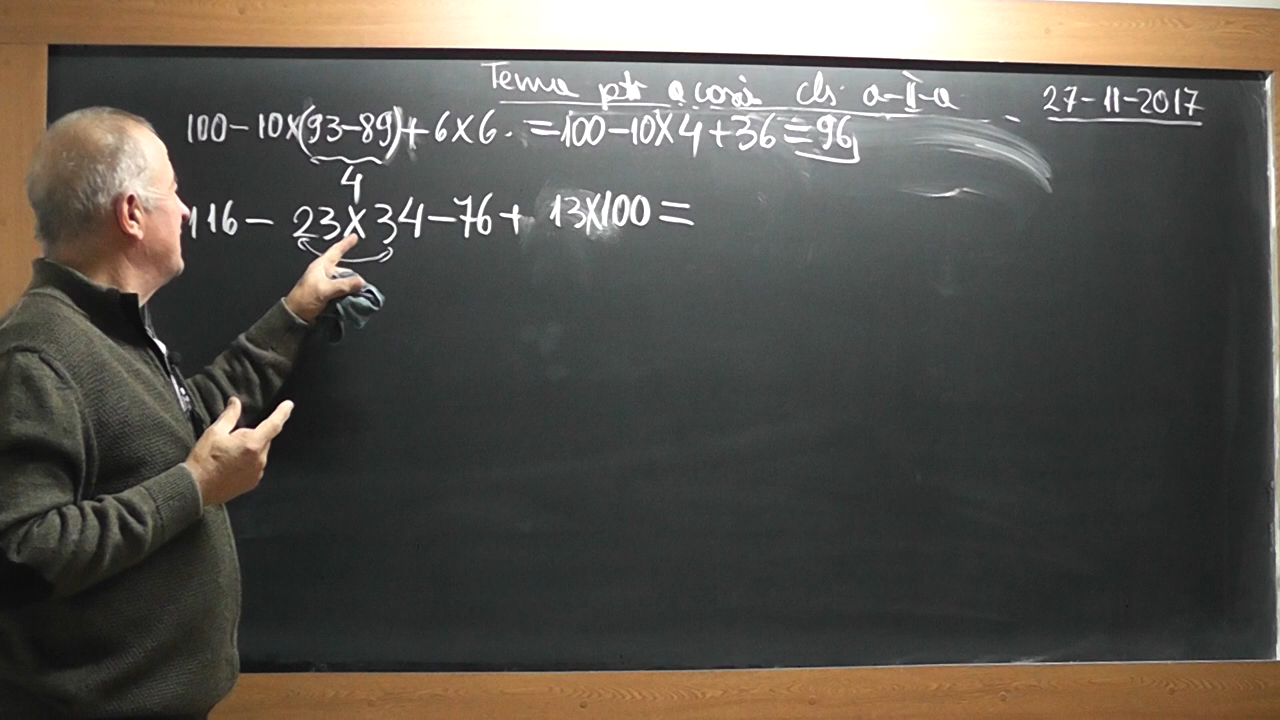 Tema ptr acasă cls a-II-a 27-11-2017
100-10x(93-89)+6x6. =100-10x4+36=96
4
116- 23x34-76+ 13x100=